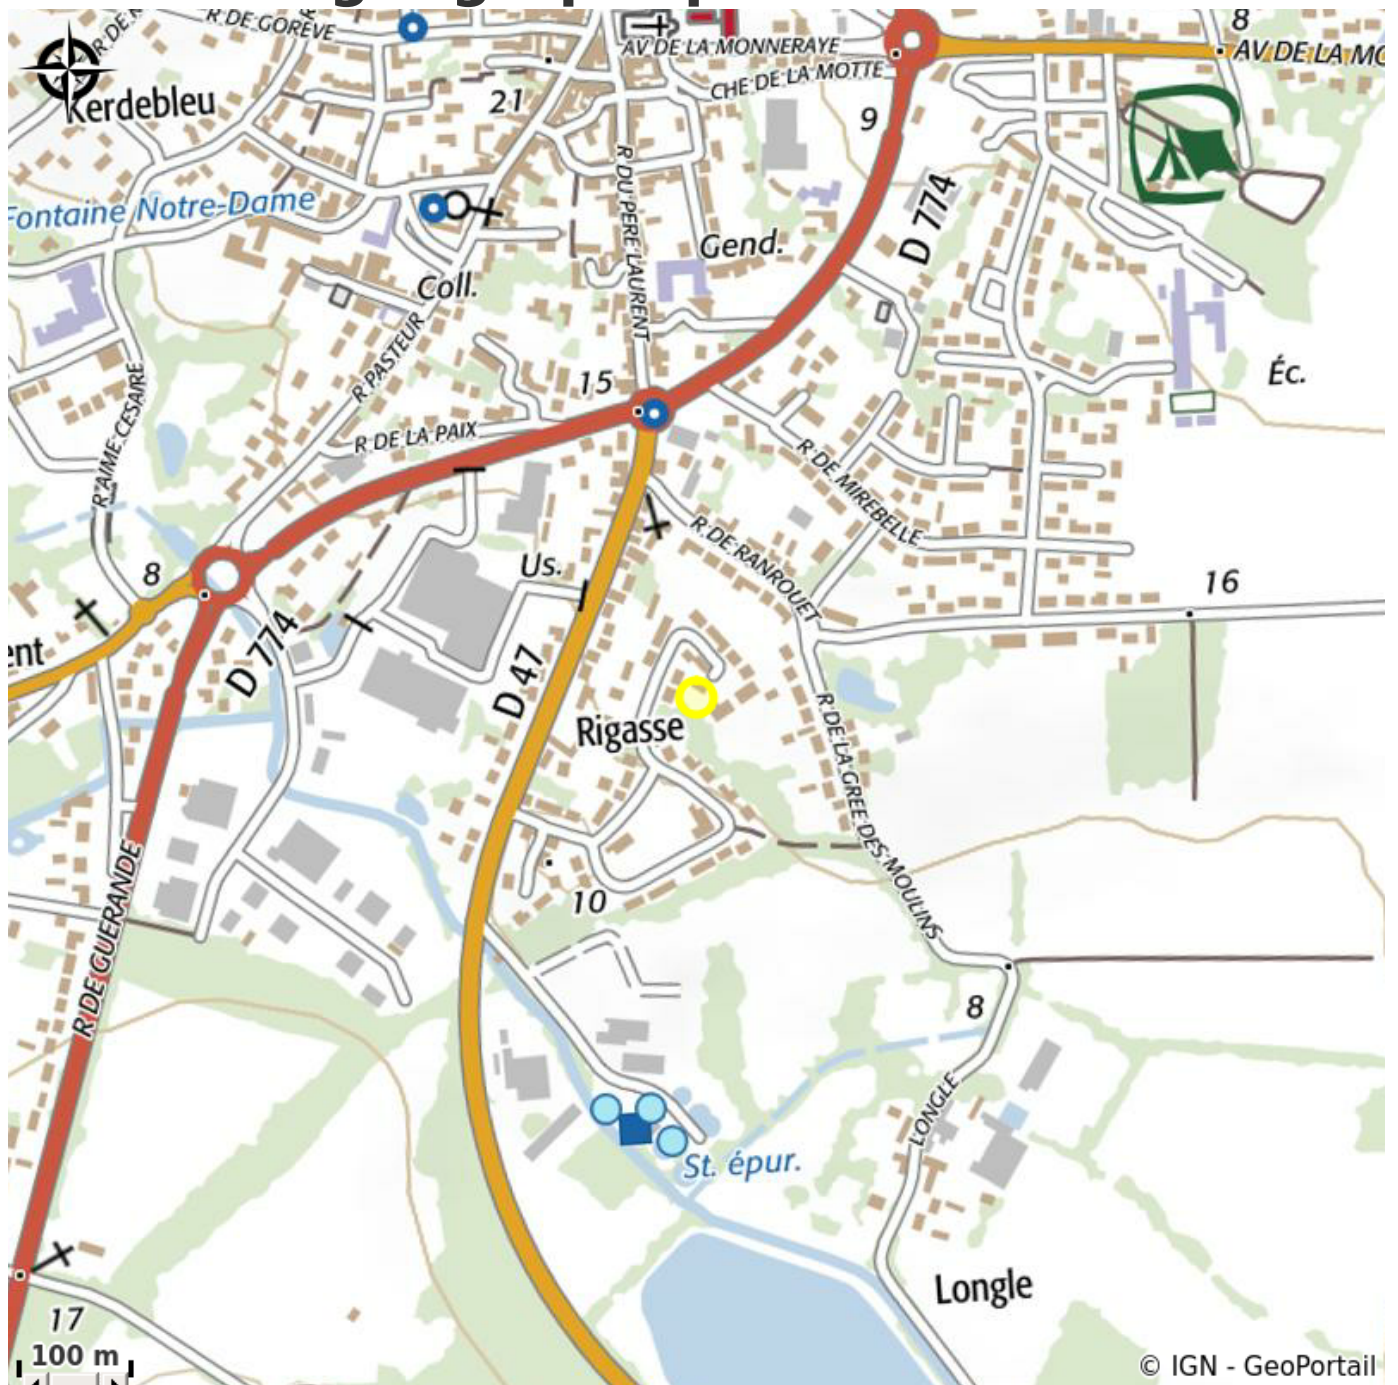 R DE GOREVE
8
AV DE LA MONNERAYE
AV DE LA MO
CHE DE LA MOTTE
Kerdebleu
21
9
R DU PERE LAURENT
D 774
Fontaine Notre-Dame
Gend.
Coll.
R PASTEUR
15
Éc.
R AIME CESAIRE
R DE LA PAIX
R DE MIREBELLE
R DE RANROUET
Us.
8
16
ent
D 774
D 47
Rigasse
R DE LA GREE DES MOULINS
R DE GUERANDE
10
8
LONGLE
St. épur.
Longle
17
100 m
© IGN - GeoPortail